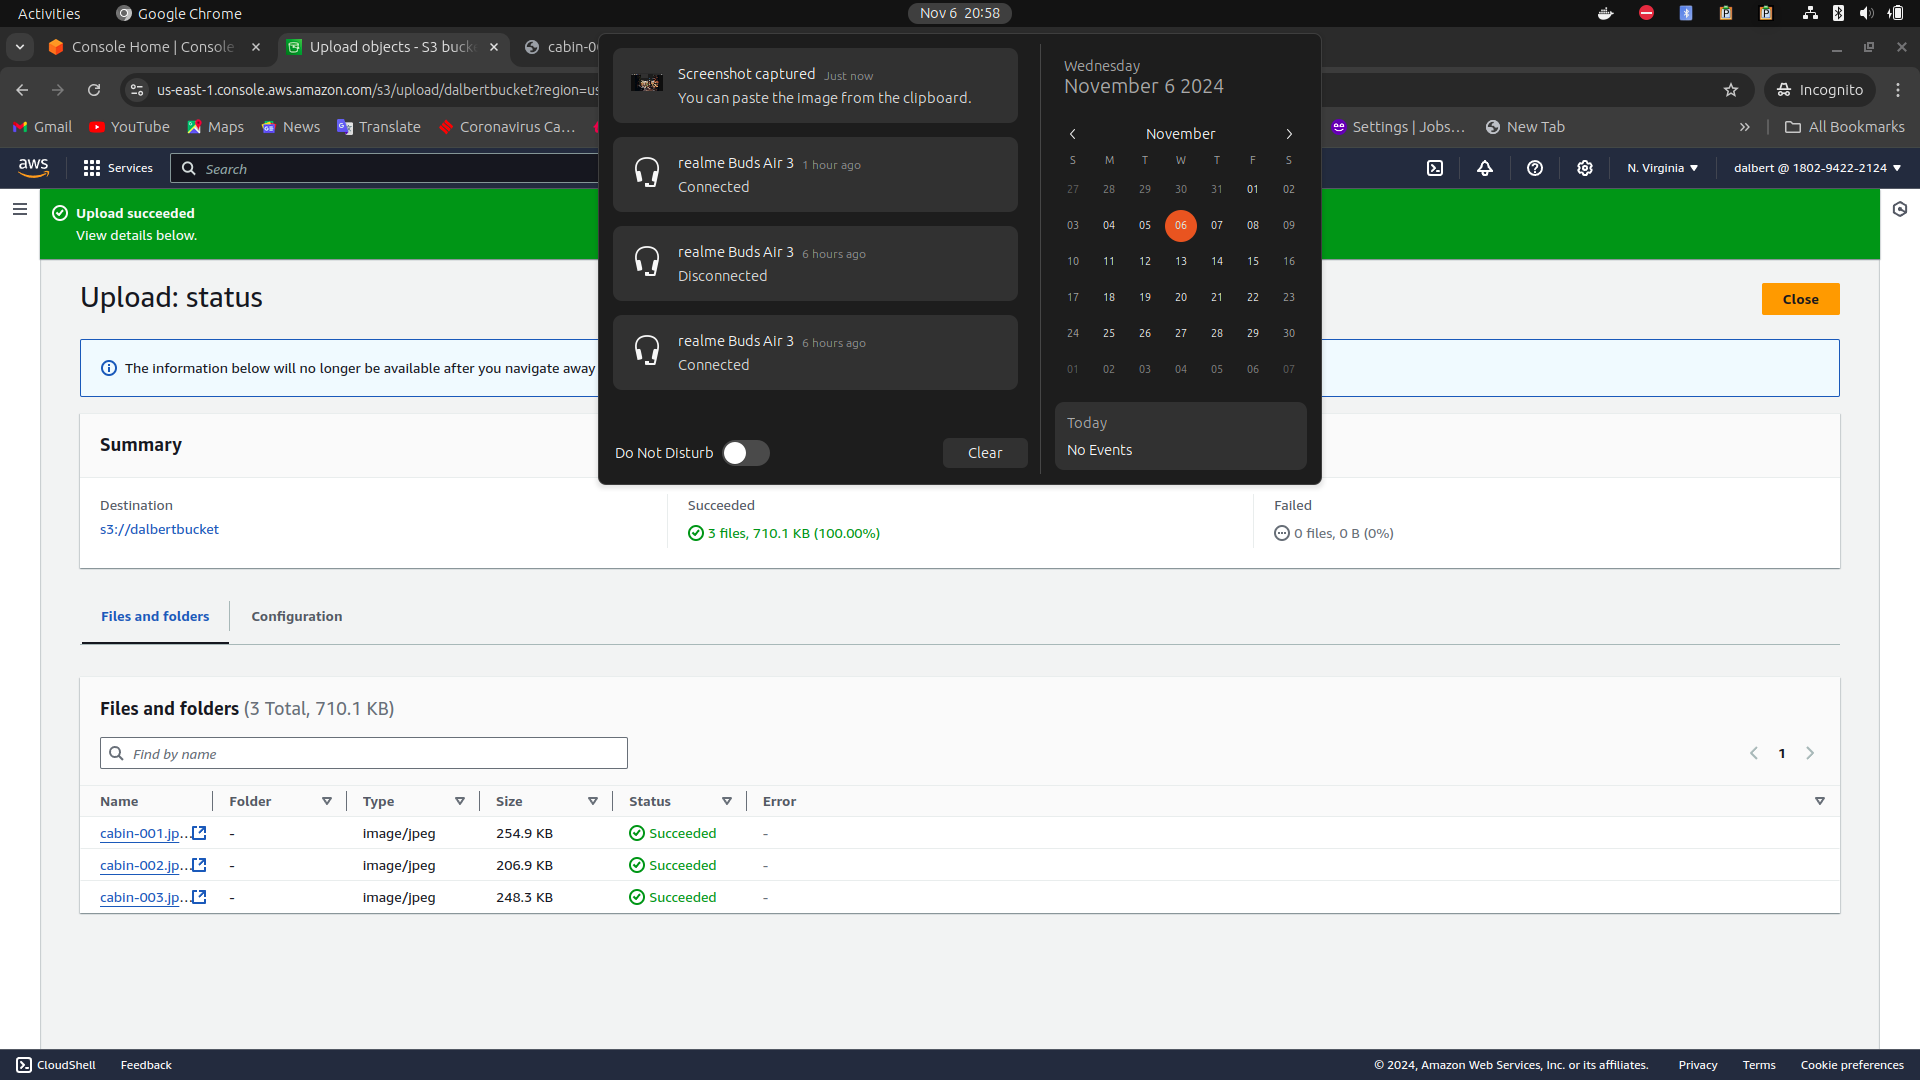 Activities
Google Chrome
Nov 6 20:58
Console Home | Console
Upload objects - S3 bucke
cabin-00
us-east-1.console.aws.amazon.com/s3/upload/dalbertbucket?region=us
Incognito
Gmail
YouTube
Maps
News
Translate
Coronavirus Ca...
Settings | Jobs...
New Tab
All Bookmarks
aws
Services
Search
N. Virginia
dalbert @ 1802-9422-2124
Upload succeeded
View details below.
Screenshot captured Just now
You can paste the image from the clipboard.
realme Buds Air 3 1 hour ago
Connected
realme Buds Air 3 6 hours ago
Disconnected
realme Buds Air 3 6 hours ago
Connected
Do Not Disturb
Clear
Wednesday
November 6 2024
November
S M T W T F S
27 28 29 30 31 01 02
03 04 05 06 07 08 09
10 11 12 13 14 15 16
17 18 19 20 21 22 23
24 25 26 27 28 29 30
01 02 03 04 05 06 07
Today
No Events
Upload: status
Close
The information below will no longer be available after you navigate away
Summary
Destination
s3://dalbertbucket
Succeeded
3 files, 710.1 KB (100.00%)
Failed
0 files, 0 B (0%)
Files and folders
Configuration
Files and folders (3 Total, 710.1 KB)
Find by name
1
Name Folder Type Size Status Error
cabin-001.jp... - image/jpeg 254.9 KB Succeeded -
cabin-002.jp... - image/jpeg 206.9 KB Succeeded -
cabin-003.jp... - image/jpeg 248.3 KB Succeeded -
CloudShell
Feedback
© 2024, Amazon Web Services, Inc. or its affiliates.
Privacy
Terms
Cookie preferences